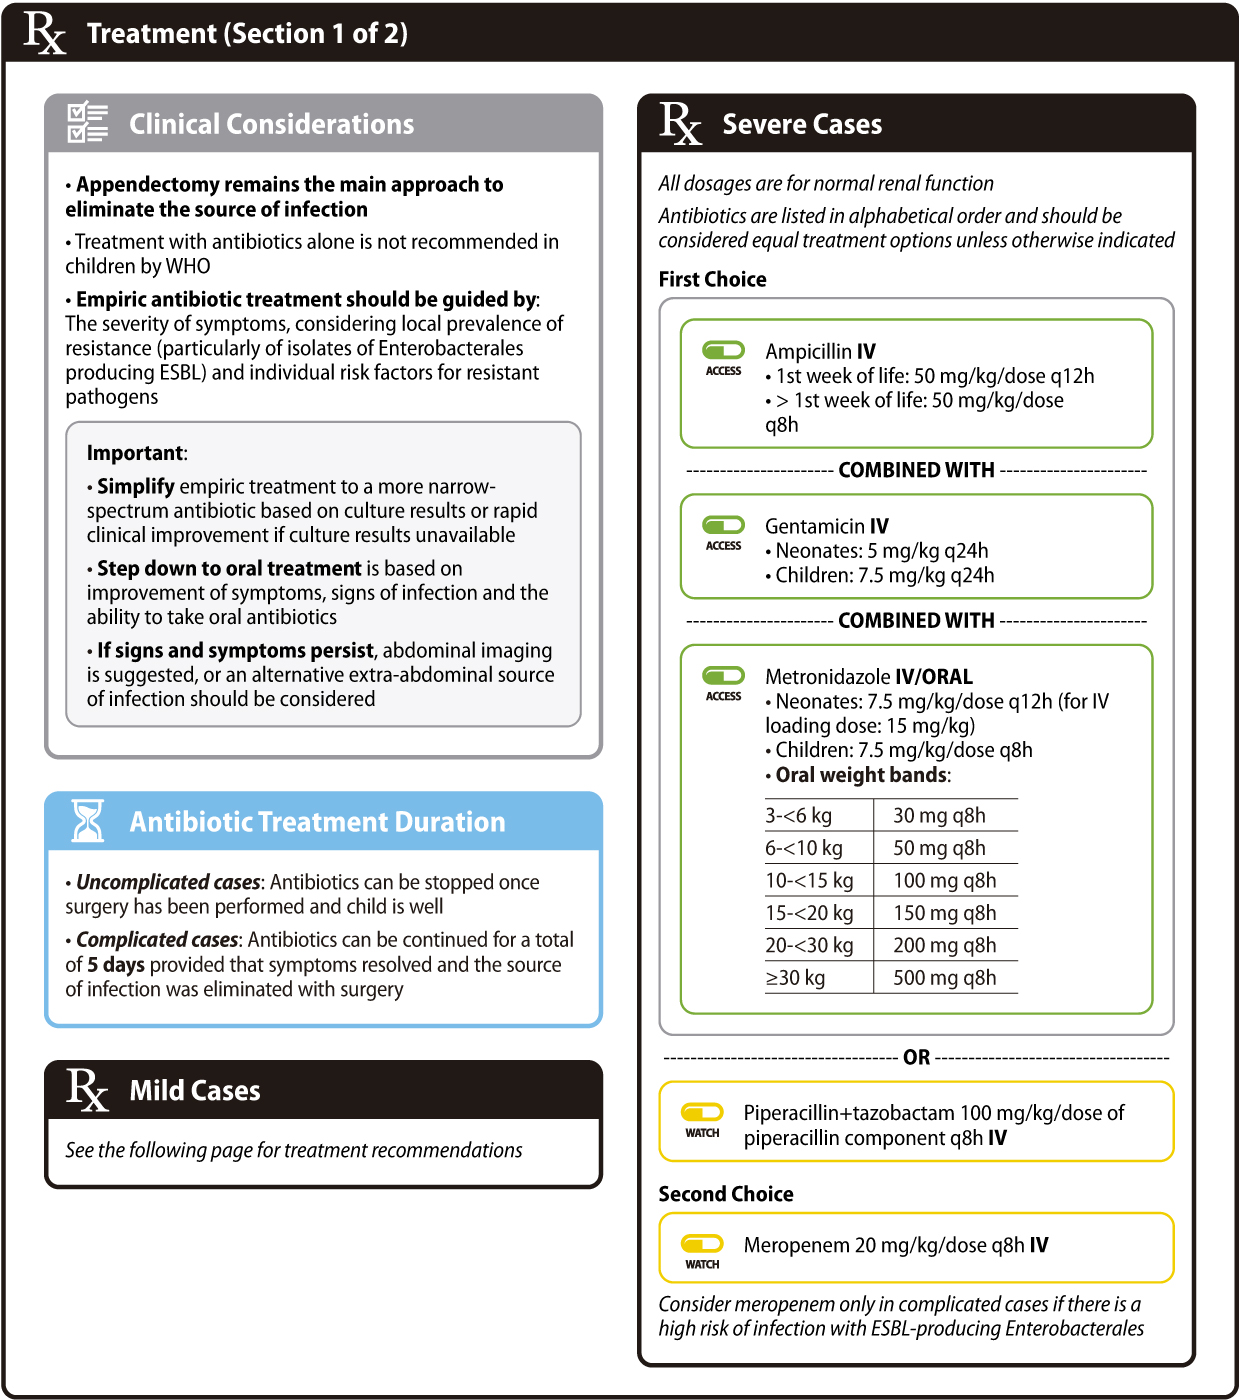 Rx Treatment (Section 1 of 2)
Clinical Considerations
• Appendectomy remains the main approach to
eliminate the source of infection
• Treatment with antibiotics alone is not recommended in
children by WHO
• Empiric antibiotic treatment should be guided by:
The severity of symptoms, considering local prevalence of
resistance (particularly of isolates of Enterobacterales
producing ESBL) and individual risk factors for resistant
pathogens
Important:
• Simplify empiric treatment to a more narrow-
spectrum antibiotic based on culture results or rapid
clinical improvement if culture results unavailable
• Step down to oral treatment is based on
improvement of symptoms, signs of infection and the
ability to take oral antibiotics
• If signs and symptoms persist, abdominal imaging
is suggested, or an alternative extra-abdominal source
of infection should be considered
Antibiotic Treatment Duration
• Uncomplicated cases: Antibiotics can be stopped once
surgery has been performed and child is well
• Complicated cases: Antibiotics can be continued for a total
of 5 days provided that symptoms resolved and the source
of infection was eliminated with surgery
Rx Mild Cases
See the following page for treatment recommendations
Rx Severe Cases
All dosages are for normal renal function
Antibiotics are listed in alphabetical order and should be
considered equal treatment options unless otherwise indicated
First Choice
ACCESS
Ampicillin IV
• 1st week of life: 50 mg/kg/dose q12h
• > 1st week of life: 50 mg/kg/dose
q8h
COMBINED WITH
ACCESS
Gentamicin IV
• Neonates: 5 mg/kg q24h
• Children: 7.5 mg/kg q24h
COMBINED WITH
ACCESS
Metronidazole IV/ORAL
• Neonates: 7.5 mg/kg/dose q12h (for IV
loading dose: 15 mg/kg)
• Children: 7.5 mg/kg/dose q8h
• Oral weight bands:
3-<6 kg 30 mg q8h
6-<10 kg 50 mg q8h
10-<15 kg 100 mg q8h
15-<20 kg 150 mg q8h
20-<30 kg 200 mg q8h
≥30 kg 500 mg q8h
OR
WATCH
Piperacillin+tazobactam 100 mg/kg/dose of
piperacillin component q8h IV
Second Choice
WATCH
Meropenem 20 mg/kg/dose q8h IV
Consider meropenem only in complicated cases if there is a
high risk of infection with ESBL-producing Enterobacterales